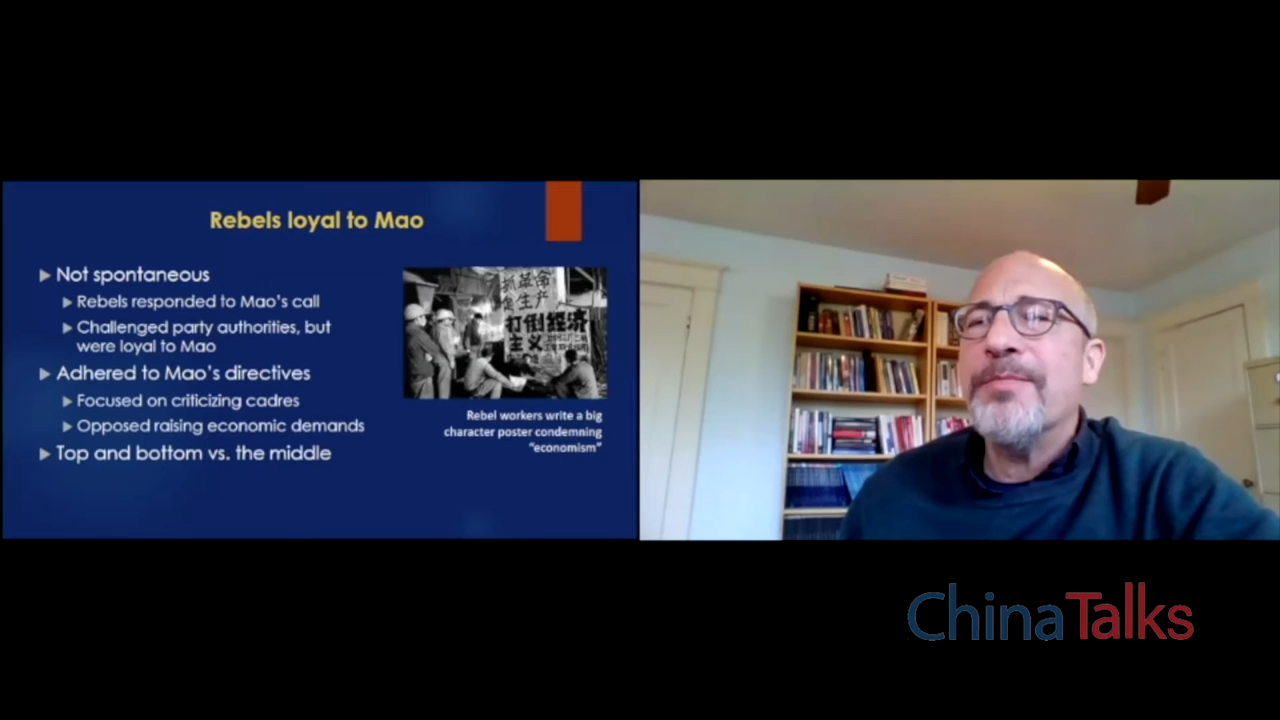 Rebels loyal to Mao
Not spontaneous
Rebels responded to Mao's call
Challenged party authorities, but
were loyal to Mao
Adhered to Mao's directives
Focused on criticizing cadres
Opposed raising economic demands
Top and bottom vs. the middle
抓革命
促生产
打倒经济
主义
Rebel workers write a big
character poster condemning
“economism”
ChinaTalks